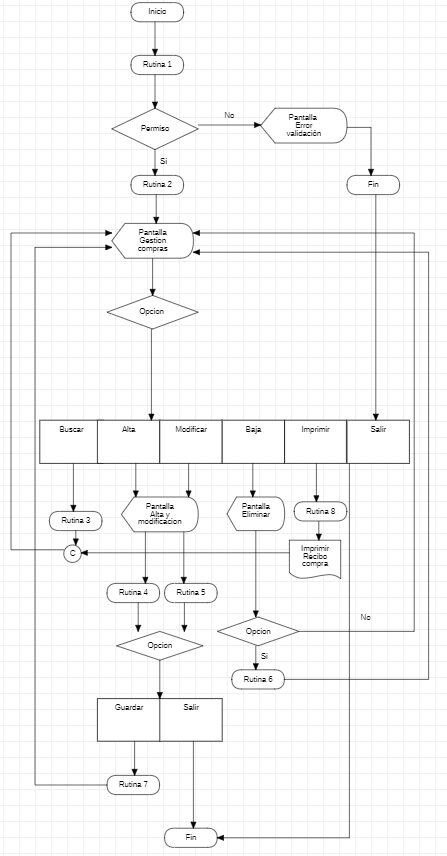 Inicio
Rutina 1
Permiso
No
Pantalla
Error
validación
Si
Rutina 2
Fin
Pantalla
Gestion
compras
Opcion
Buscar
Alta
Modificar
Baja
Imprimir
Salir
Pantalla
Alta y
modificacion
Pantalla
Eliminar
Rutina 3
Rutina 8
C
Imprimir
Recibo
compra
Rutina 4
Rutina 5
Opcion
Opcion
No
Si
Rutina 6
Guardar
Salir
Rutina 7
Fin